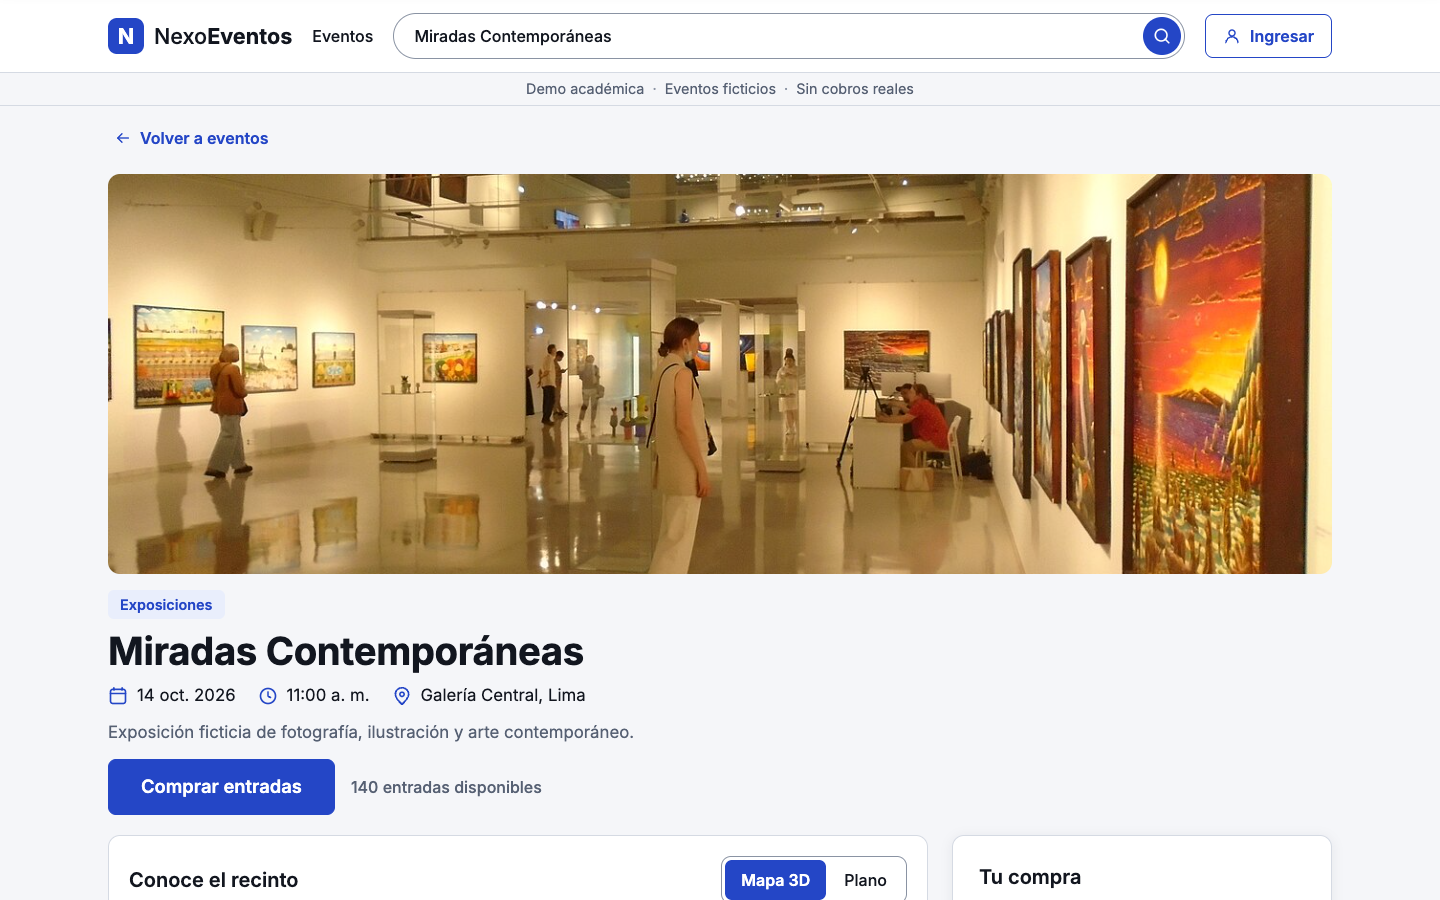 N NexoEventos Eventos Miradas Contemporáneas Ingresar
Demo académica · Eventos ficticios · Sin cobros reales
← Volver a eventos
Exposiciones
Miradas Contemporáneas
14 oct. 2026 11:00 a. m. Galería Central, Lima
Exposición ficticia de fotografía, ilustración y arte contemporáneo.
Comprar entradas 140 entradas disponibles
Conoce el recinto Mapa 3D Plano
Tu compra